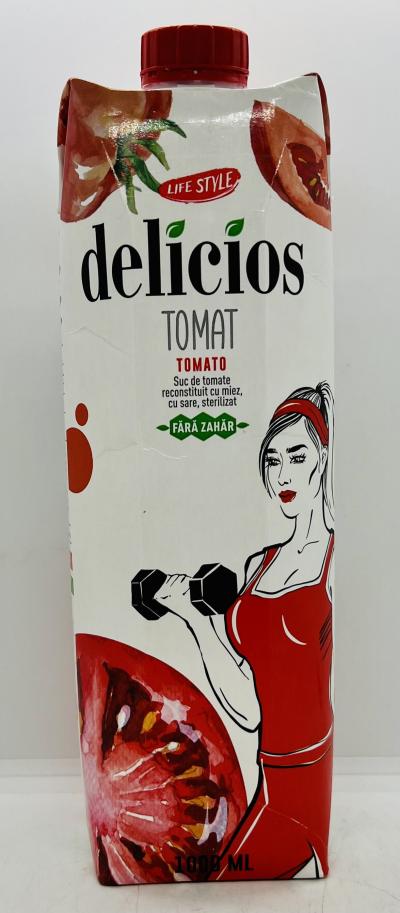 LIFE STYLE
delicios
TOMAT
TOMATO
Suc de tomate
reconstituit cu miez,
cu sare, sterilizat
FĂRĂ ZAHĂR
1000 ML